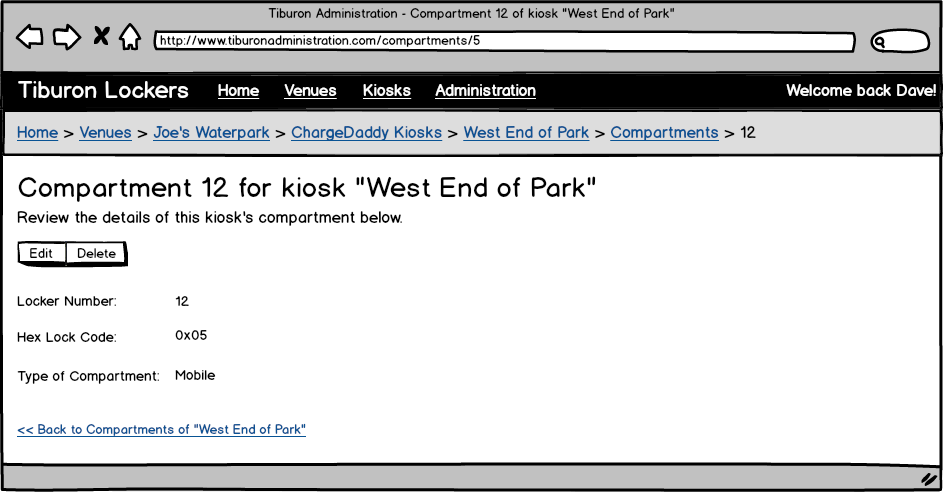 Tiburon Administration - Compartment 12 of kiosk "West End of Park"
http://www.tiburonadministration.com/compartments/5
Tiburon Lockers Home Venues Kiosks Administration Welcome back Dave!
Home > Venues > Joe's Waterpark > ChargeDaddy Kiosks > West End of Park > Compartments > 12
Compartment 12 for kiosk "West End of Park"
Review the details of this kiosk's compartment below.
Edit Delete
Locker Number: 12
Hex Lock Code: 0x05
Type of Compartment: Mobile
<< Back to Compartments of "West End of Park"